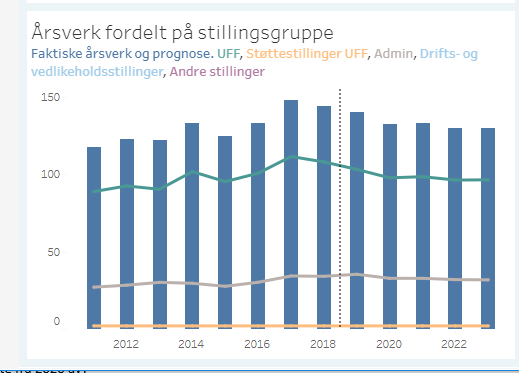 Årsverk fordelt på stillingsgruppe
Faktiske årsverk og prognose. UFF, Støttestillinger UFF, Admin, Drifts- og
vedlikeholdsstillinger, Andre stillinger
150
100
50
0
2012 2014 2016 2018 2020 2022